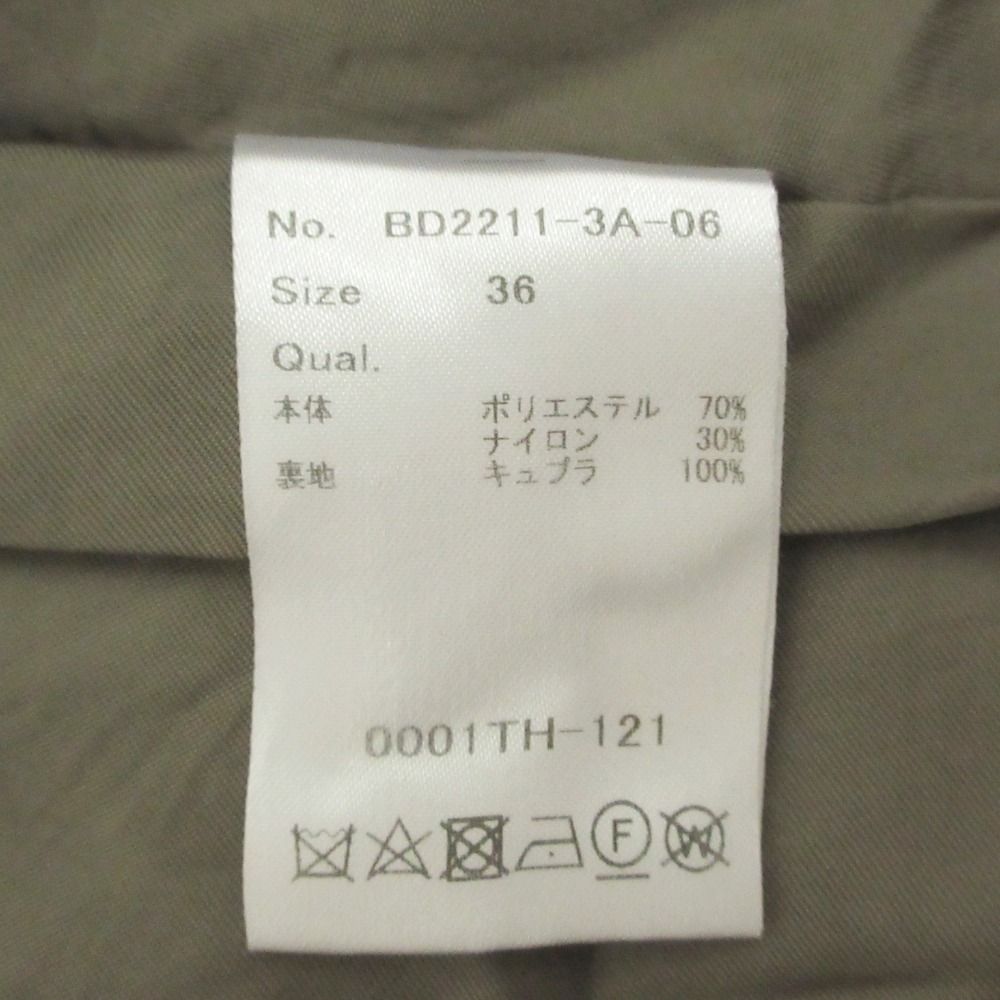 No. BD2211-3A-06
Size 36
Qual.
本体 ポリエステル 70%
ナイロン 30%
裏地 キュプラ 100%
0001TH-121
F W